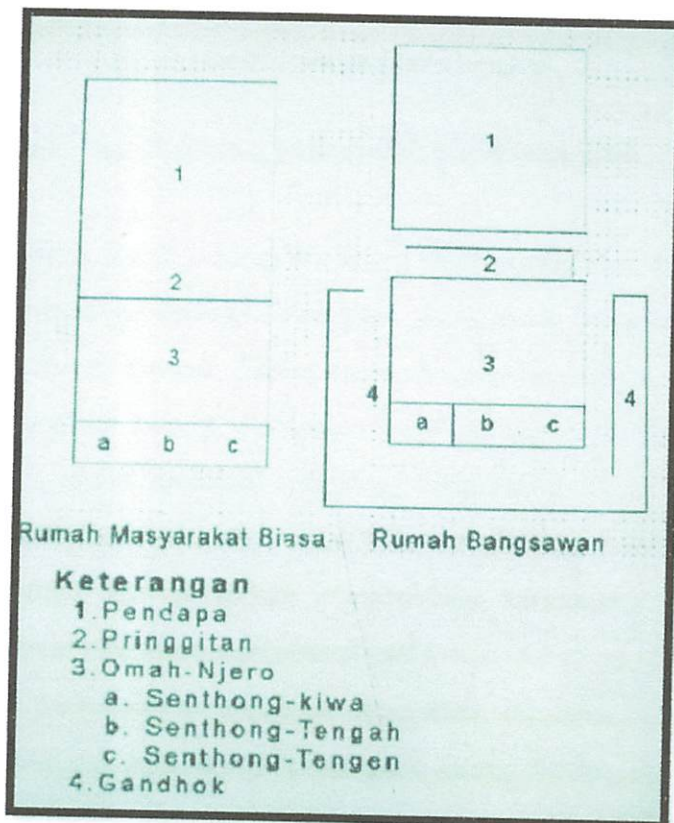 1
1
2
2
3
3
4
4
a b c
a b c
Rumah Masyarakat Biasa
Rumah Bangsawan
Keterangan
1.Pendapa
2.Pringgitan
3.Omah-Njero
a. Senthong-kiwa
b. Senthong-Tengah
c. Senthong-Tengen
4.Gandhok